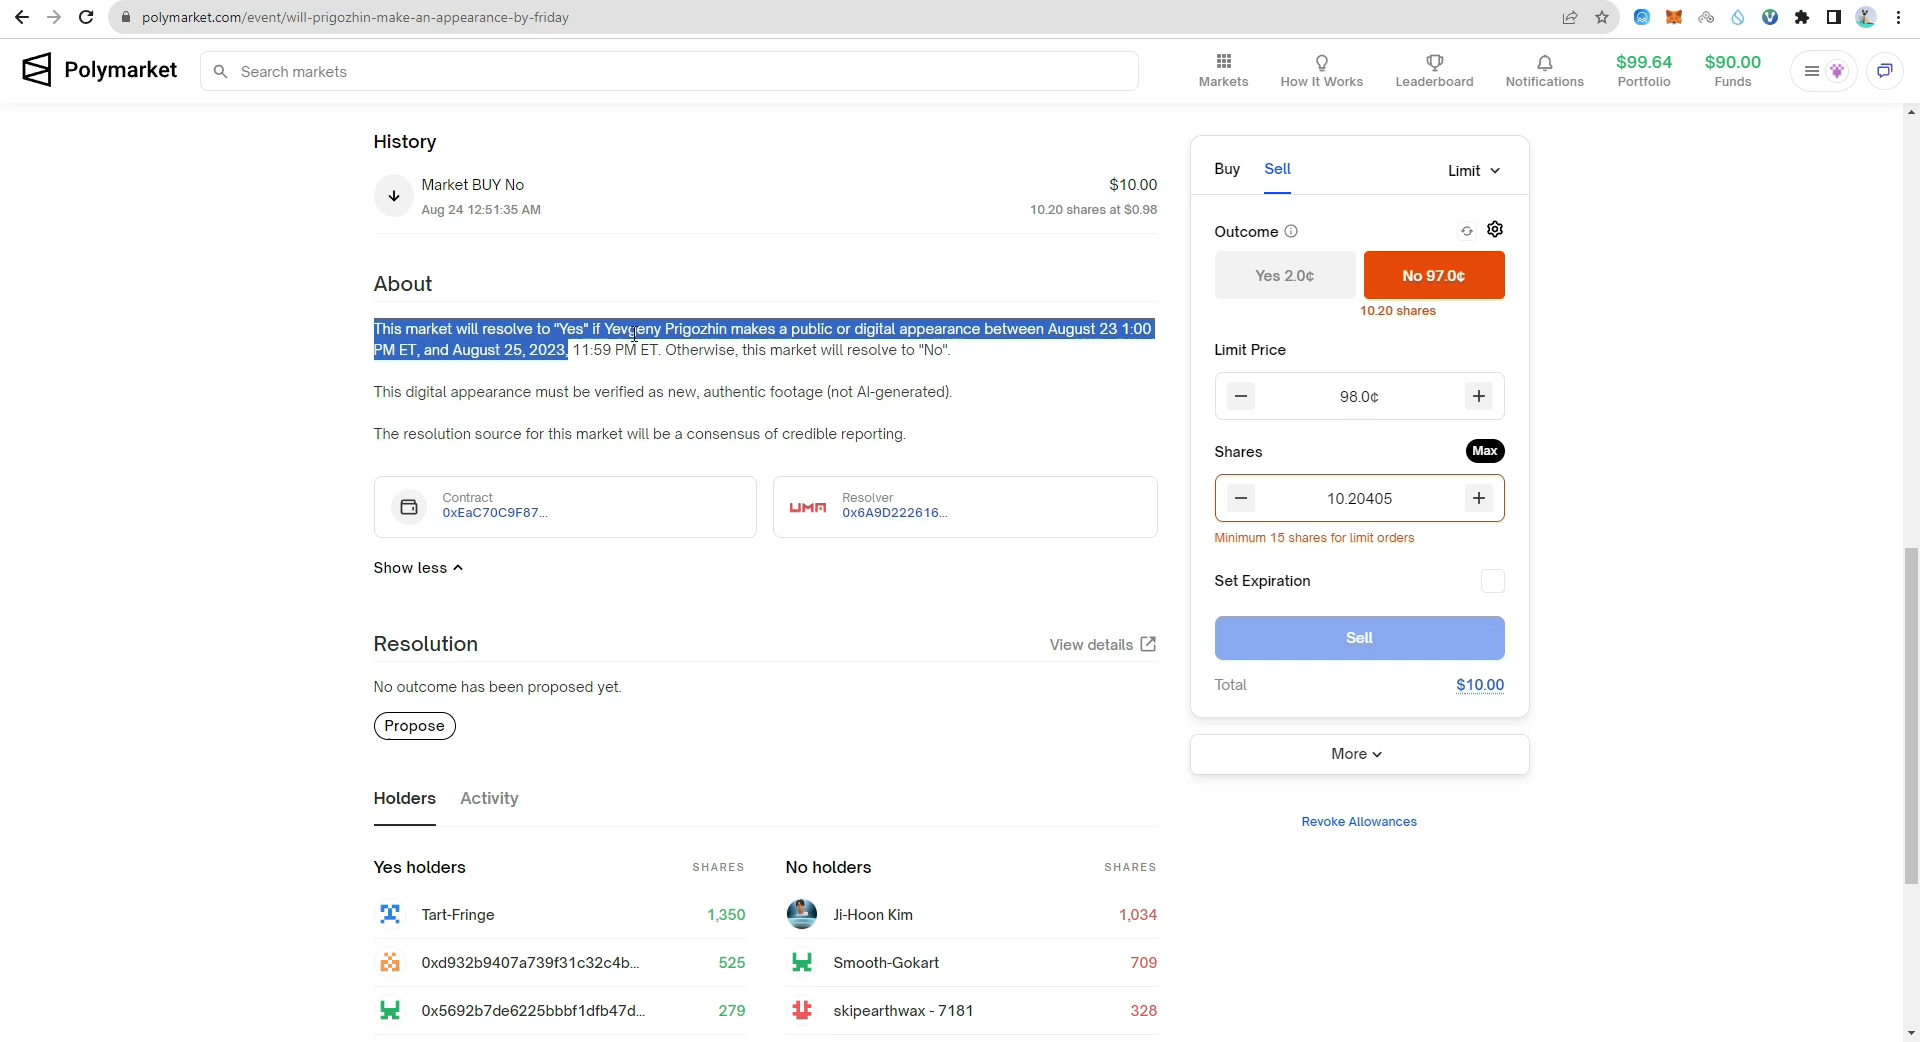 polymarket.com/event/will-prigozhin-make-an-appearance-by-friday
Polymarket
Search markets
Markets
How It Works
Leaderboard
Notifications
$99.64
Portfolio
$90.00
Funds
History
Market BUY No
$10.00
Aug 24 12:51:35 AM
10.20 shares at $0.98
About
This market will resolve to "Yes" if Yevgeny Prigozhin makes a public or digital appearance between August 23 1:00
PM ET, and August 25, 2023, 11:59 PM ET. Otherwise, this market will resolve to "No".
This digital appearance must be verified as new, authentic footage (not AI-generated).
The resolution source for this market will be a consensus of credible reporting.
Contract
0xEaC70C9F87...
UMA
Resolver
0x6A9D222616...
Show less
Resolution
View details
No outcome has been proposed yet.
Propose
Holders
Activity
Yes holders
SHARES
Tart-Fringe
1,350
0xd932b9407a739f31c32c4b...
525
0x5692b7de6225bbbf1dfb47d...
279
No holders
SHARES
Ji-Hoon Kim
1,034
Smooth-Gokart
709
skipearthwax - 7181
328
Buy
Sell
Limit
Outcome
Yes 2.0¢
No 97.0¢
10.20 shares
Limit Price
98.0¢
Shares
Max
10.20405
Minimum 15 shares for limit orders
Set Expiration
Sell
Total
$10.00
More
Revoke Allowances